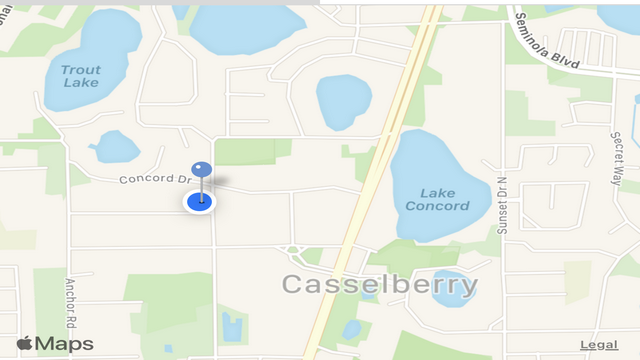 Seminola Blvd
Trout
Lake
Secret Way
Concord Dr
Lake
Concord
Sunset Dr N
Casselberry
Anchor Rd
Maps
Legal